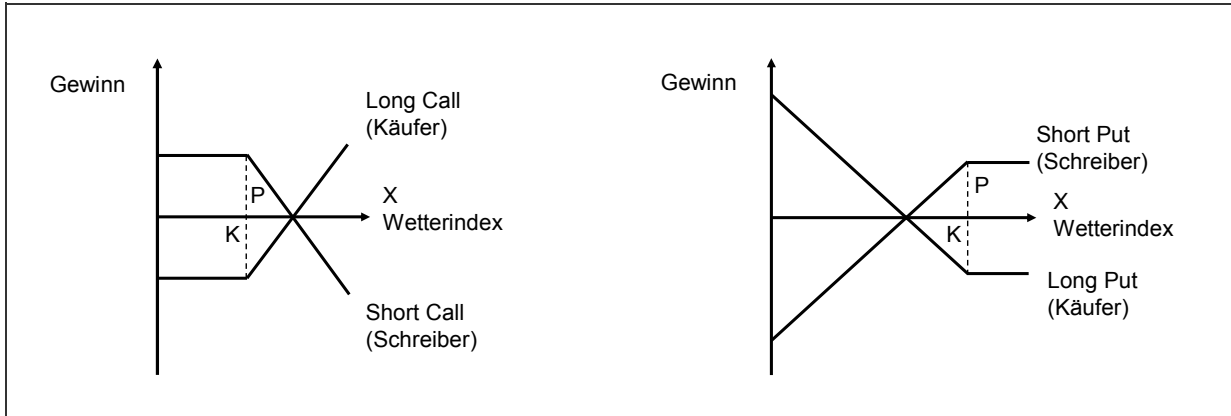 Gewinn
Long Call
(Käufer)
P
X
Wetterindex
K
Short Call
(Schreiber)
Gewinn
Short Put
(Schreiber)
P
X
Wetterindex
K
Long Put
(Käufer)